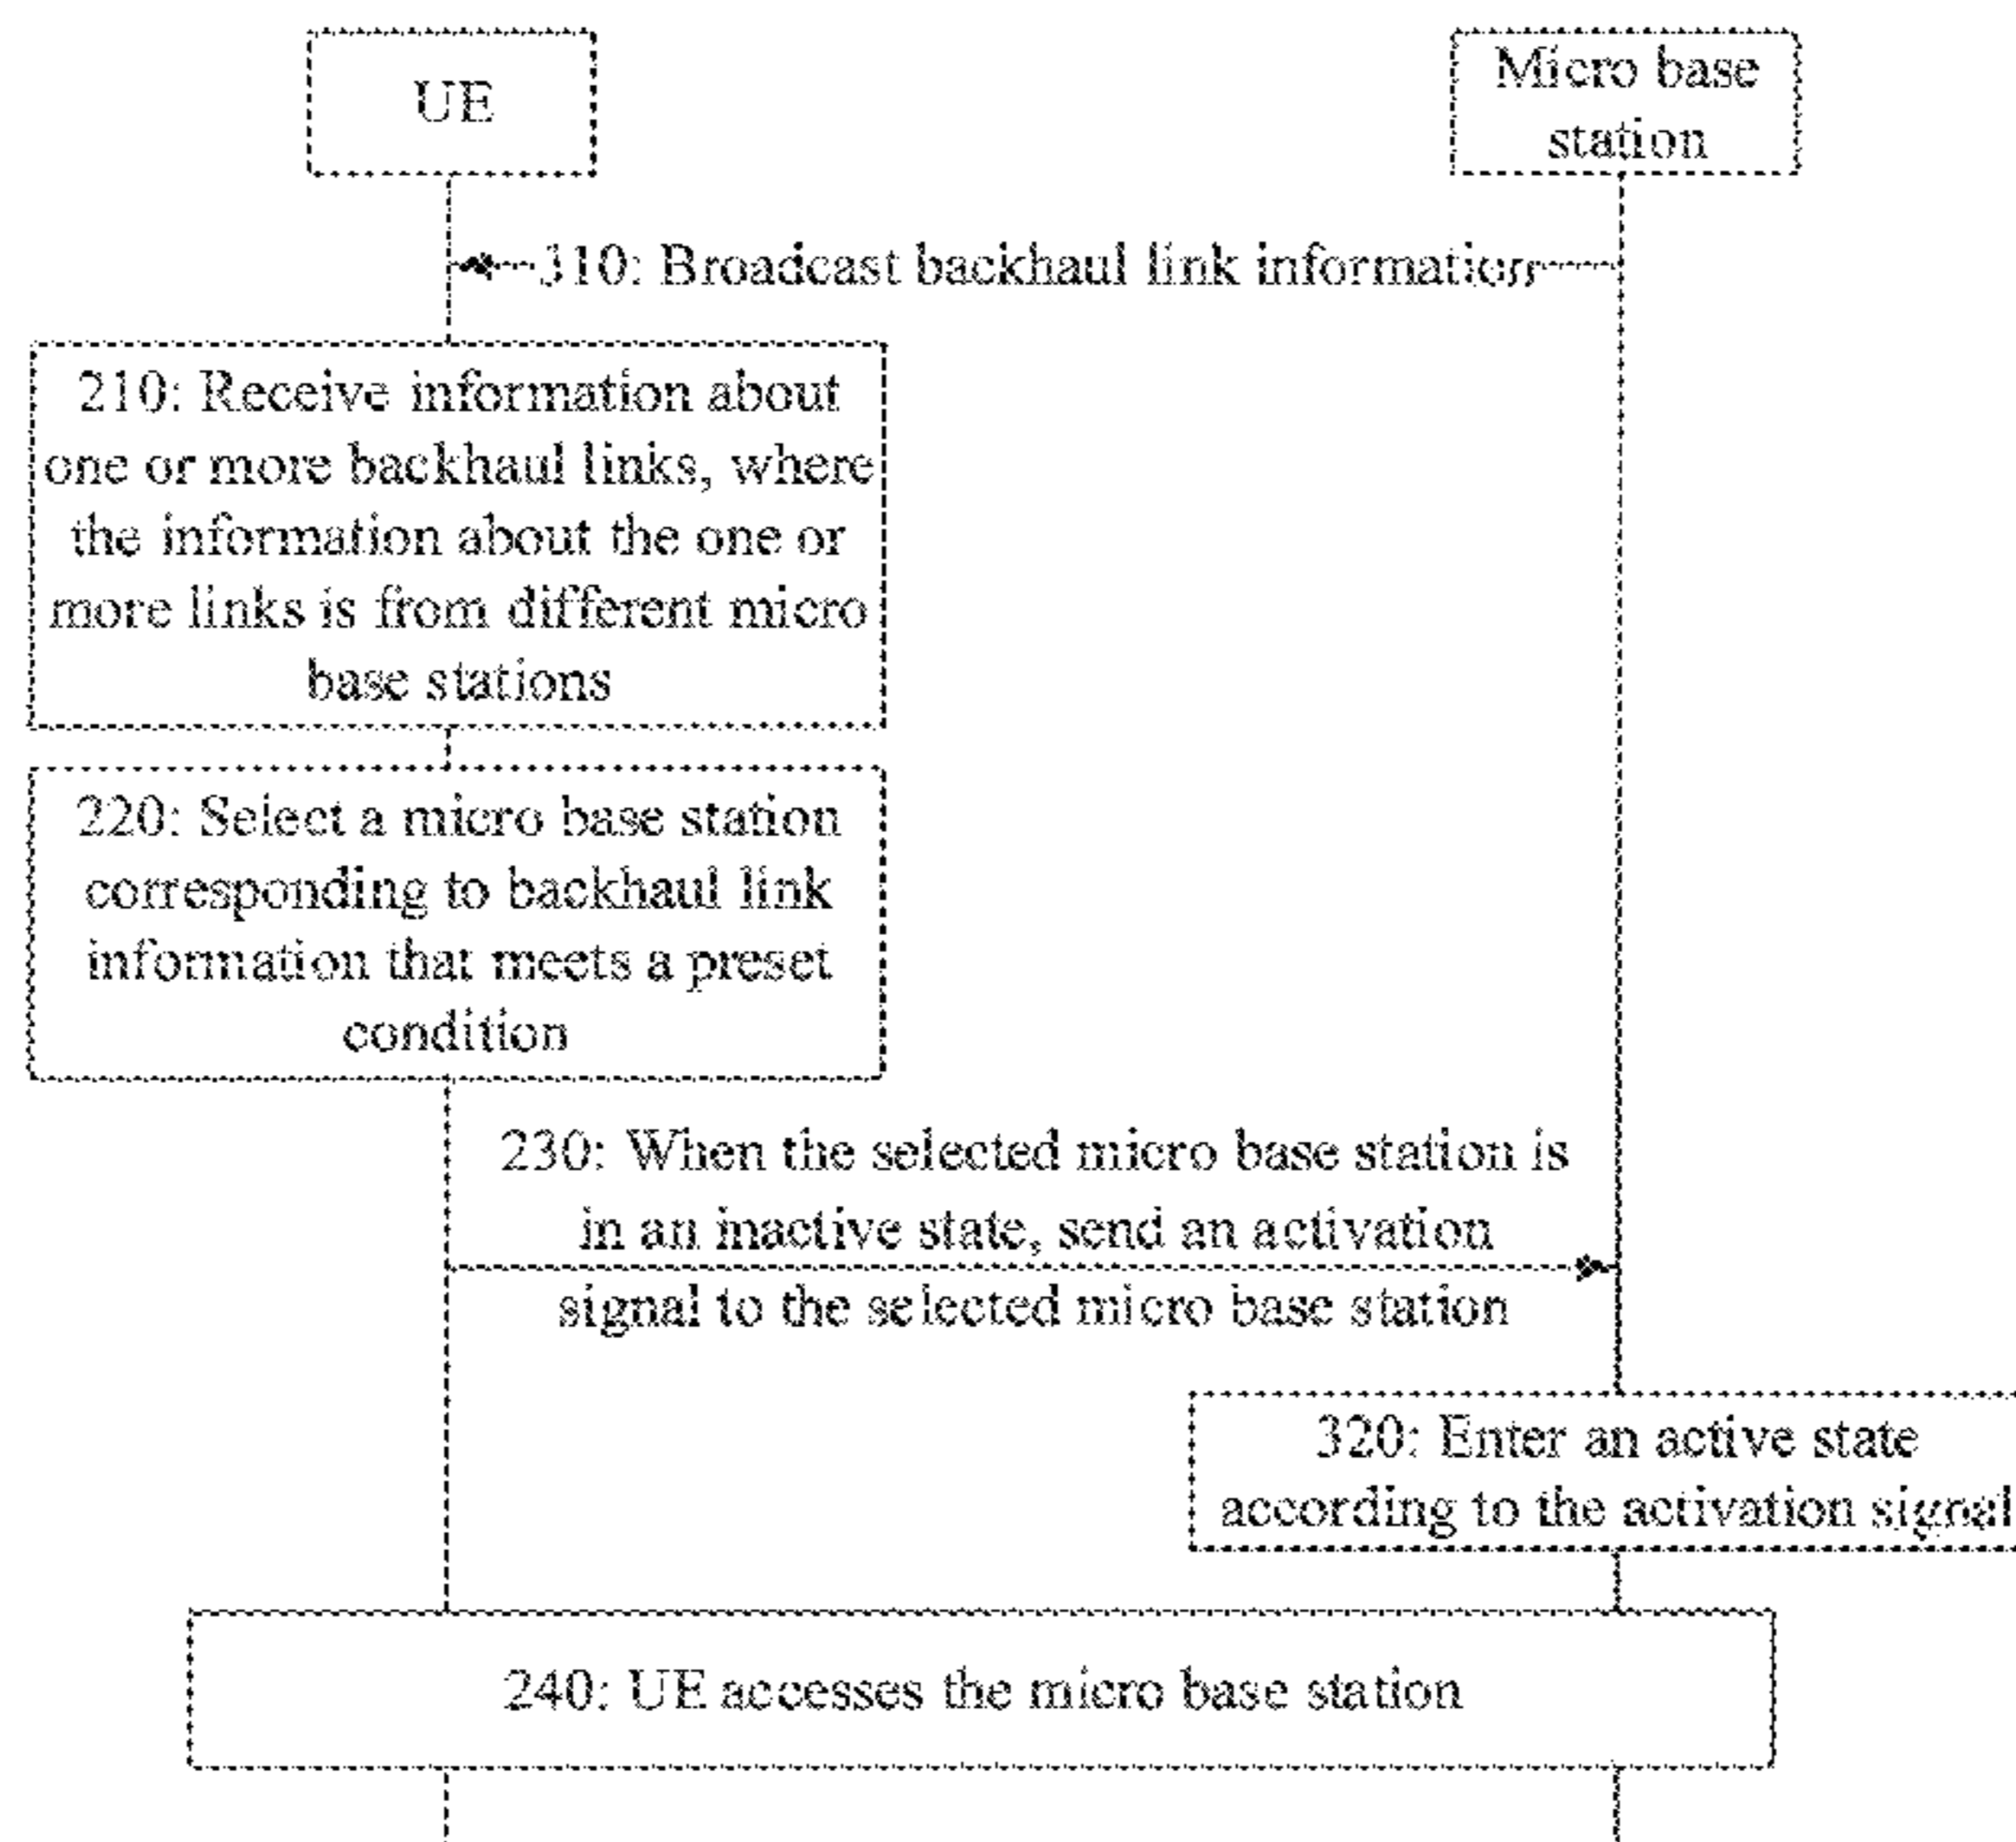 UE
Micro base
station
310: Broadcast backhaul link information
210: Receive information about
one or more backhaul links, where
the information about the one or
more links is from different micro
base stations
220: Select a micro base station
corresponding to backhaul link
information that meets a preset
condition
230: When the selected micro base station is
in an inactive state, send an activation
signal to the selected micro base station
320: Enter an active state
according to the activation signal
240: UE accesses the micro base station